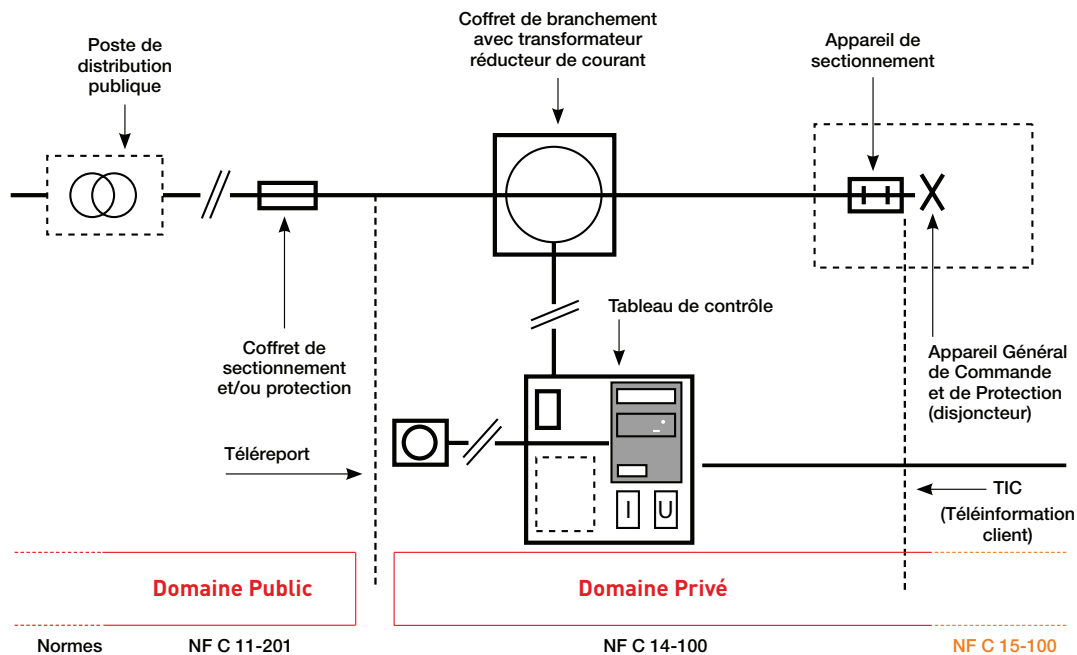 Poste de
distribution
publique
Coffret de branchement
avec transformateur
réducteur de courant
Appareil de
sectionnement
Coffret de
sectionnement
et/ou protection
Tableau de contrôle
Appareil Général
de Commande
et de Protection
(disjoncteur)
Téléreport
I U
TIC
(Téléinformation
client)
Domaine Public
Domaine Privé
Normes
NF C 11-201
NF C 14-100
NF C 15-100